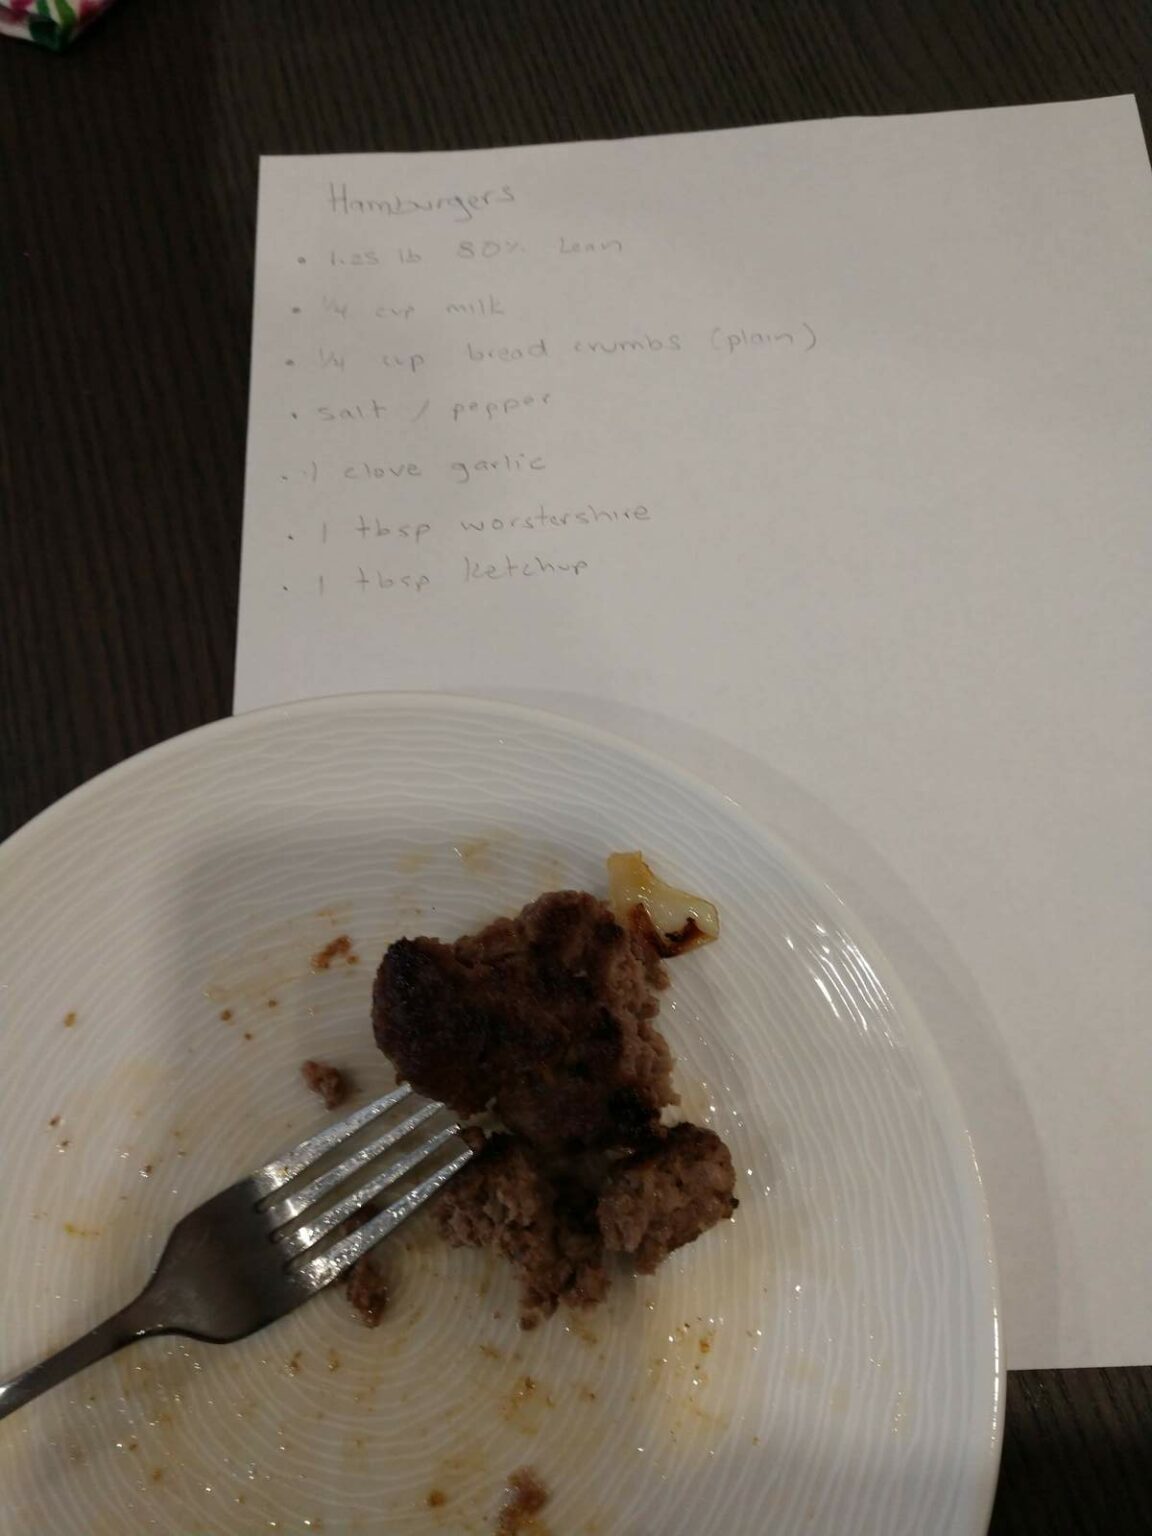 Hamburgers
• 1.25 lb 80% Lean
• 1/4 cup milk
• 1/4 cup bread crumbs (plain)
• salt / pepper
• 1 clove garlic
• 1 tbsp worstershire
• 1 tbsp ketchup